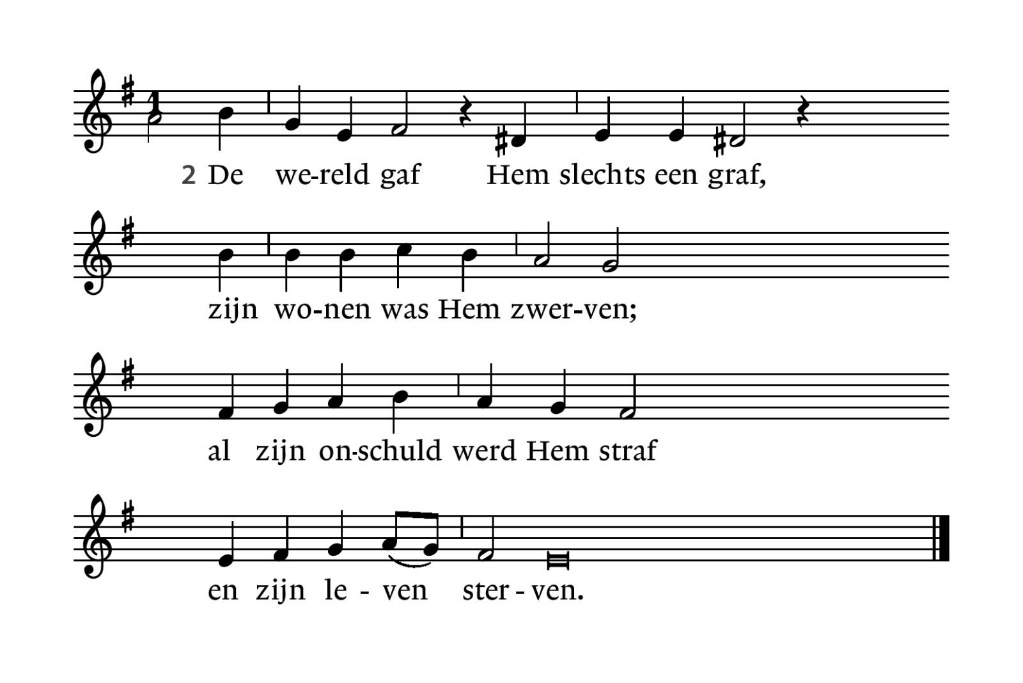 1
2 De we-reld gaf Hem slechts een graf,
zijn wo-nen was Hem zwer-ven;
al zijn on-schuld werd Hem straf
en zijn le - ven ster - ven.